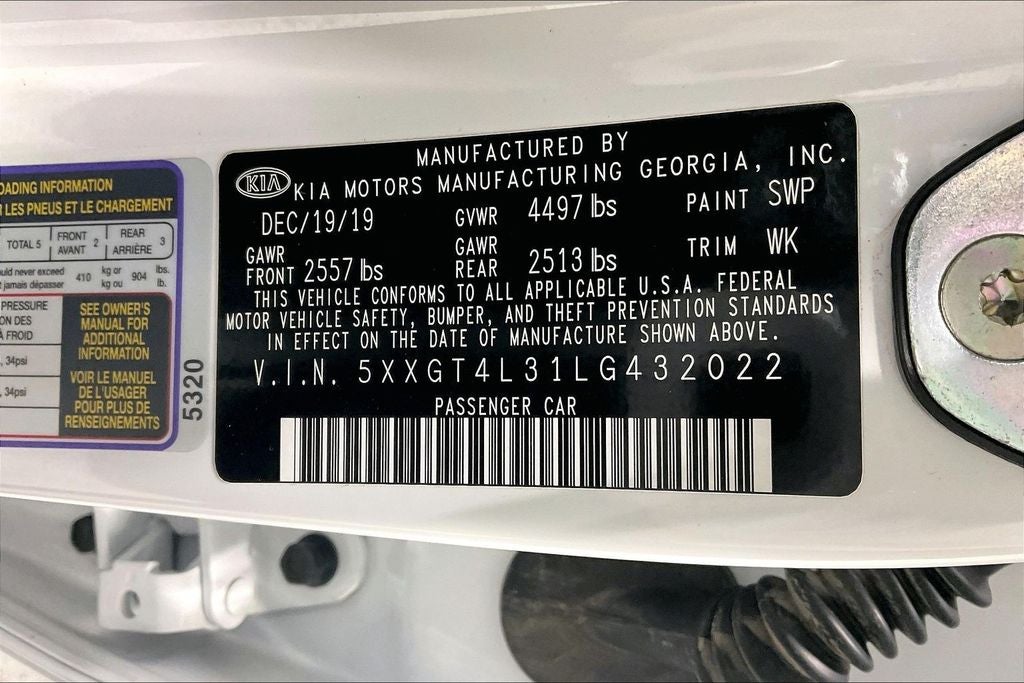 OADING INFORMATION
LES PNEUS ET LE CHARGEMENT
TOTAL 5 FRONT AVANT 2 REAR ARRIÈRE 3
never exceed 410 kg or 904 lbs.
jamais dépasser kg ou lb.
PRESSURE
ON DES
À FROID
, 34psi
, 34psi
SEE OWNER'S
MANUAL FOR
ADDITIONAL
INFORMATION
VOIR LE MANUEL
DE L'USAGER
POUR PLUS DE
RENSEIGNEMENTS
5320
MANUFACTURED BY
KIA KIA MOTORS MANUFACTURING GEORGIA, INC.
DEC/19/19 GVWR 4497 lbs PAINT SWP
GAWR FRONT 2557 lbs GAWR REAR 2513 lbs TRIM WK
THIS VEHICLE CONFORMS TO ALL APPLICABLE U.S.A. FEDERAL
MOTOR VEHICLE SAFETY, BUMPER, AND THEFT PREVENTION STANDARDS
IN EFFECT ON THE DATE OF MANUFACTURE SHOWN ABOVE.
V.I.N. 5XXGT4L31LG432022
PASSENGER CAR